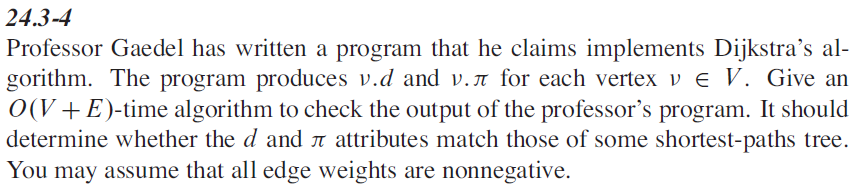 24.3-4
Professor Gaedel has written a program that he claims implements Dijkstra's al-
gorithm. The program produces v.d and v.π for each vertex v ∈ V. Give an
O(V + E)-time algorithm to check the output of the professor's program. It should
determine whether the d and π attributes match those of some shortest-paths tree.
You may assume that all edge weights are nonnegative.